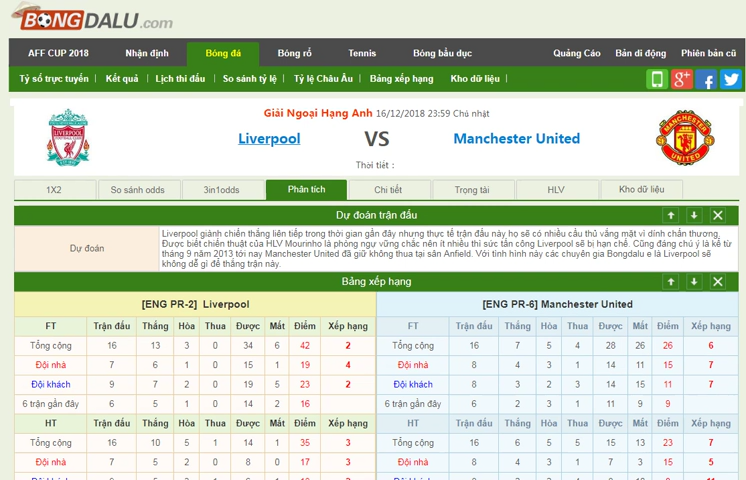 BONGDALU.com
AFF CUP 2018 Nhận định Bóng đá Bóng rổ Tennis Bóng bầu dục Quảng Cáo Bản di động Phiên bản cũ
Tỷ số trực tuyến Kết quả Lịch thi đấu So sánh tỷ lệ Tỷ lệ Châu Âu Bảng xếp hạng Kho dữ liệu
Giải Ngoại Hạng Anh 16/12/2018 23:59 Chủ nhật
Liverpool VS Manchester United
Thời tiết :
1X2 So sánh odds 3in1odds Phân tích Chi tiết Trọng tài HLV Kho dữ liệu
Dự đoán trận đấu
Dự đoán
Liverpool giành chiến thắng liên tiếp trong thời gian gần đây nhưng thực tế trận đấu này họ sẽ có nhiều cầu thủ vắng mặt vì dính chấn thương.
Được biết chiến thuật của HLV Mourinho là phòng ngự vững chắc nên ít nhiều thì sức tấn công Liverpool sẽ bị hạn chế. Cũng đáng chú ý là kể từ
tháng 9 năm 2013 tới nay Manchester United đã giữ không thua tại sân Anfield. Với tình hình này các chuyên gia Bongdalu e là Liverpool sẽ
không dễ gì để thắng trận này.
Bảng xếp hạng
[ENG PR-2] Liverpool [ENG PR-6] Manchester United
FT Trận đấu Thắng Hòa Thua Được Mất Điểm Xếp hạng FT Trận đấu Thắng Hòa Thua Được Mất Điểm Xếp hạng
Tổng cộng 16 13 3 0 34 6 42 2 Tổng cộng 16 7 5 4 28 26 26 6
Đội nhà 7 6 1 0 15 1 19 4 Đội nhà 8 4 3 1 14 11 15 7
Đội khách 9 7 2 0 19 5 23 2 Đội khách 8 3 2 3 14 15 11 7
6 trận gần đây 6 5 1 0 14 2 16 6 trận gần đây 6 2 3 1 11 9 9
HT Trận đấu Thắng Hòa Thua Được Mất Điểm Xếp hạng HT Trận đấu Thắng Hòa Thua Được Mất Điểm Xếp hạng
Tổng cộng 16 10 5 1 14 1 35 3 Tổng cộng 16 6 5 5 15 13 23 7
Đội nhà 7 5 2 0 8 0 17 3 Đội nhà 8 4 3 1 7 3 15 5